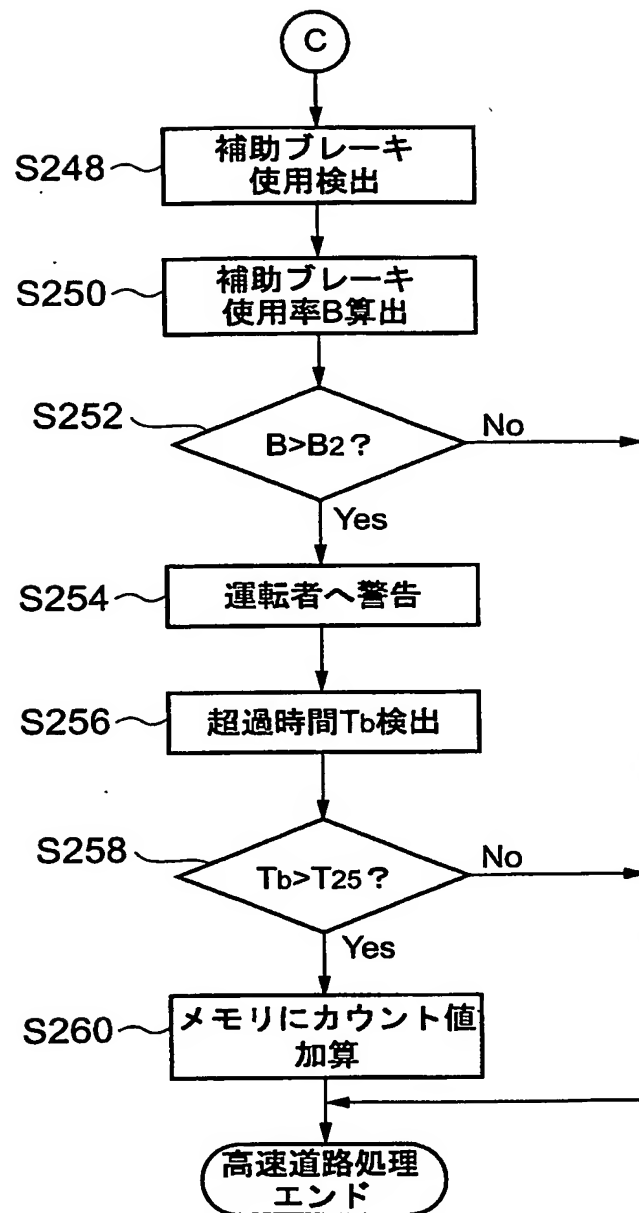 C
S248
補助ブレーキ
使用検出
S250
補助ブレーキ
使用率B算出
S252
B>B2?
No
Yes
S254
運転者へ警告
S256
超過時間Tb検出
S258
Tb>T25?
No
Yes
S260
メモリにカウント値
加算
高速道路処理
エンド